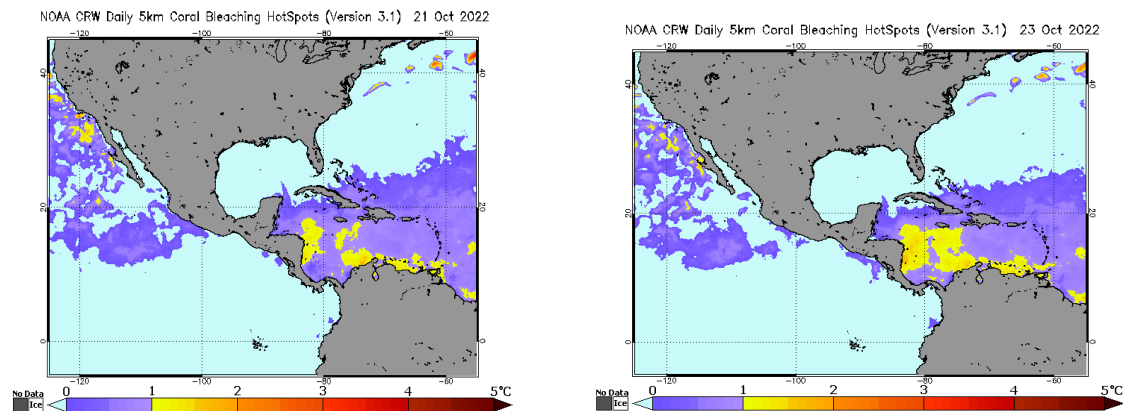 NOAA CRW Daily 5km Coral Bleaching HotSpots (Version 3.1) 21 Oct 2022
-120 -100 -80 -60
40 40
20 20
0 0
-120 -100 -80 -60
No Data
Ice
0 1 2 3 4 5°C
NOAA CRW Daily 5km Coral Bleaching HotSpots (Version 3.1) 23 Oct 2022
-120 -100 -80 -60
40 40
20 20
0 0
-120 -100 -80 -60
No Data
Ice
0 1 2 3 4 5°C